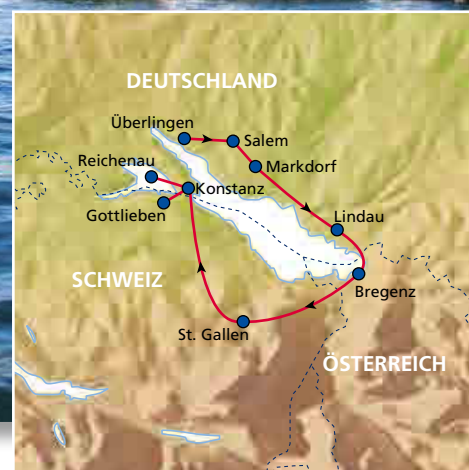 DEUTSCHLAND
Überlingen
Salem
Reichenau
Markdorf
Konstanz
Gottlieben
Lindau
SCHWEIZ
Bregenz
St. Gallen
ÖSTERREICH